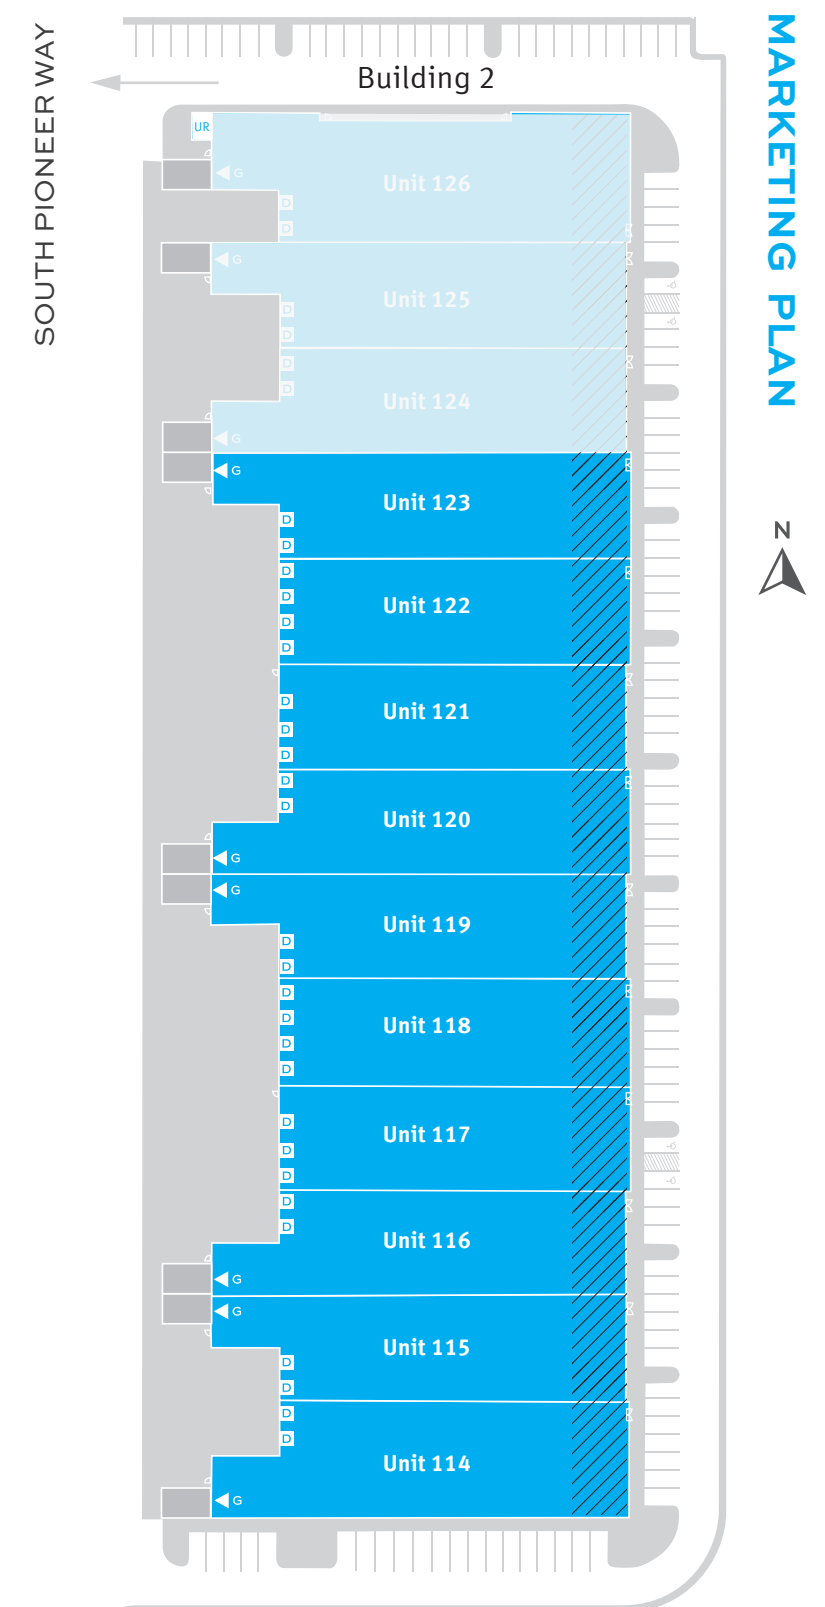 SOUTH PIONEER WAY
MARKETING PLAN
Building 2
N
UR
G
Unit 126
D
D
G
Unit 125
D
D
D
D
Unit 124
G
G
Unit 123
D
D
D
D
Unit 122
D
D
D
Unit 121
D
D
D
D
Unit 120
G
G
Unit 119
D
D
D
D
Unit 118
D
D
D
Unit 117
D
D
D
D
Unit 116
G
G
Unit 115
D
D
D
D
Unit 114
G